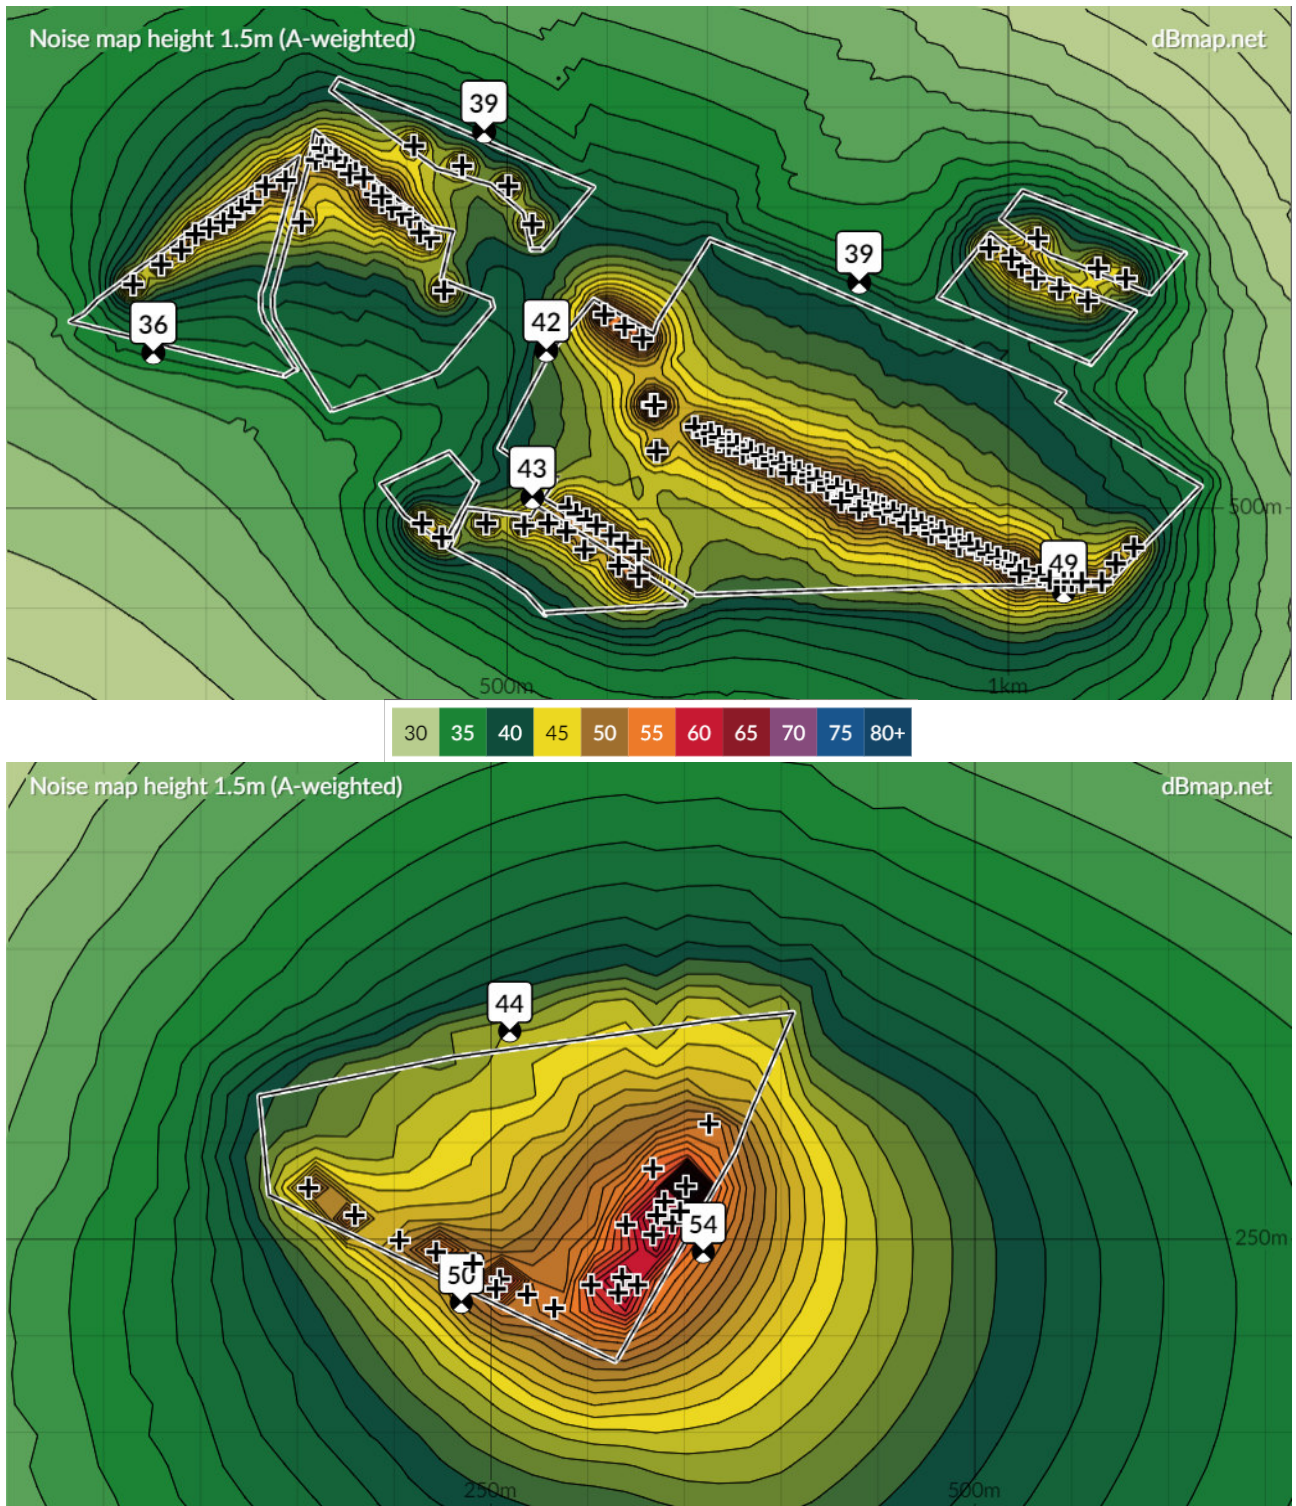 Noise map height 1.5m (A-weighted)
dBmap.net
39
39
36
42
43
49
500m
500m
1km
30 35 40 45 50 55 60 65 70 75 80+
Noise map height 1.5m (A-weighted)
dBmap.net
44
54
50
250m
250m
500m